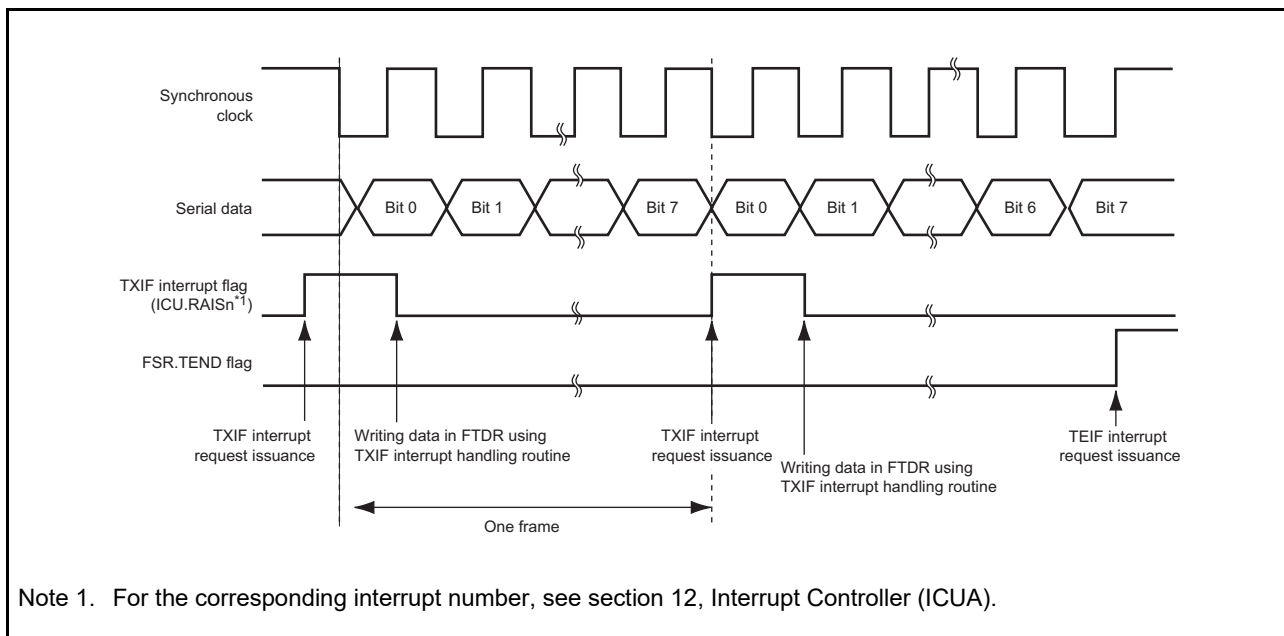 Synchronous
clock
Serial data
Bit 0
Bit 1
Bit 7
Bit 0
Bit 1
Bit 6
Bit 7
TXIF interrupt flag
(ICU.RAISn*1)
FSR.TEND flag
TXIF interrupt
request issuance
Writing data in FTDR using
TXIF interrupt handling routine
TXIF interrupt
request issuance
Writing data in FTDR using
TXIF interrupt handling routine
TEIF interrupt
request issuance
One frame
Note 1. For the corresponding interrupt number, see section 12, Interrupt Controller (ICUA).